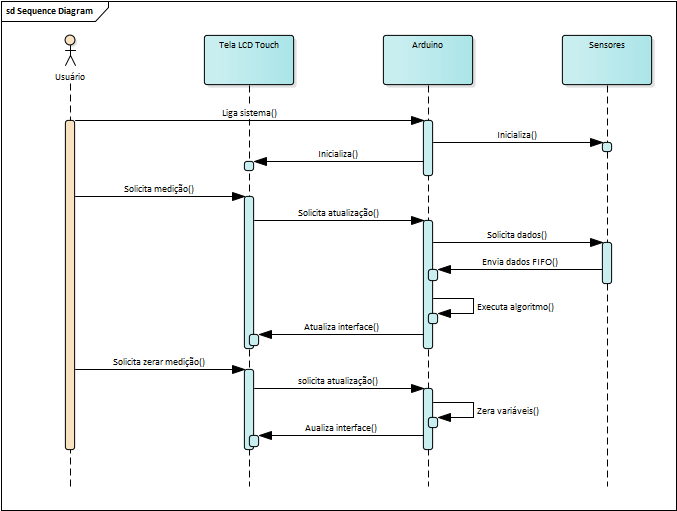 sd Sequence Diagram
Usuário
Tela LCD Touch
Arduino
Sensores
Liga sistema()
Inicializa()
Inicializa()
Solicita medição()
Solicita atualização()
Solicita dados()
Envia dados FIFO()
Executa algoritmo()
Atualiza interface()
Solicita zerar medição()
solicita atualização()
Zera variáveis()
Aualiza interface()